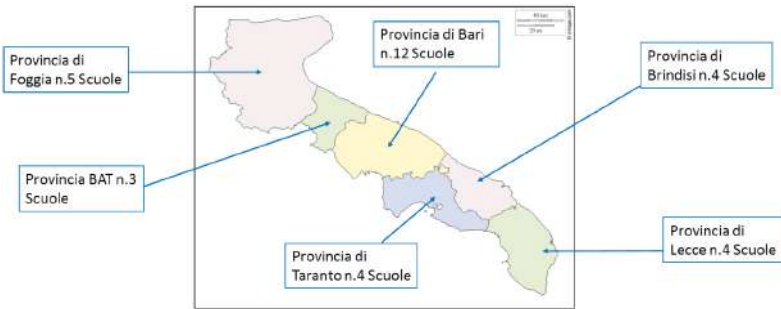 Provincia di
Foggia n.5 Scuole
Provincia di Bari
n.12 Scuole
Provincia di
Brindisi n.4 Scuole
Provincia BAT n.3
Scuole
Provincia di
Taranto n.4 Scuole
Provincia di
Lecce n.4 Scuole